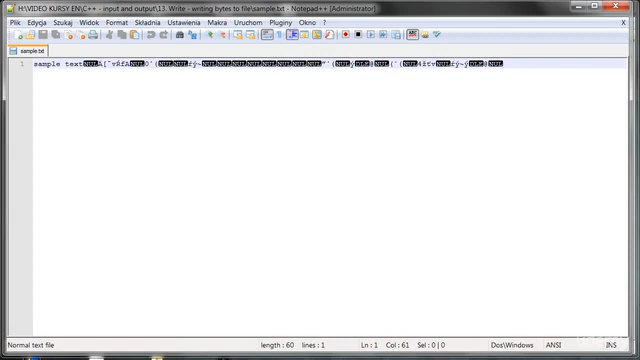 H:\VIDEO KURSY EN\C++ - input and output\13. Write - writing bytes to file\sample.txt - Notepad++ [Administrator]
Plik Edycja Szukaj Widok Format Składnia Ustawienia Makra Uruchom Pluginy Okno ? X
sample.txt
1 sample text
Normal text file length : 60 lines : 1 Ln : 1 Col : 61 Sel : 0 | 0 Dos\Windows ANSI INS